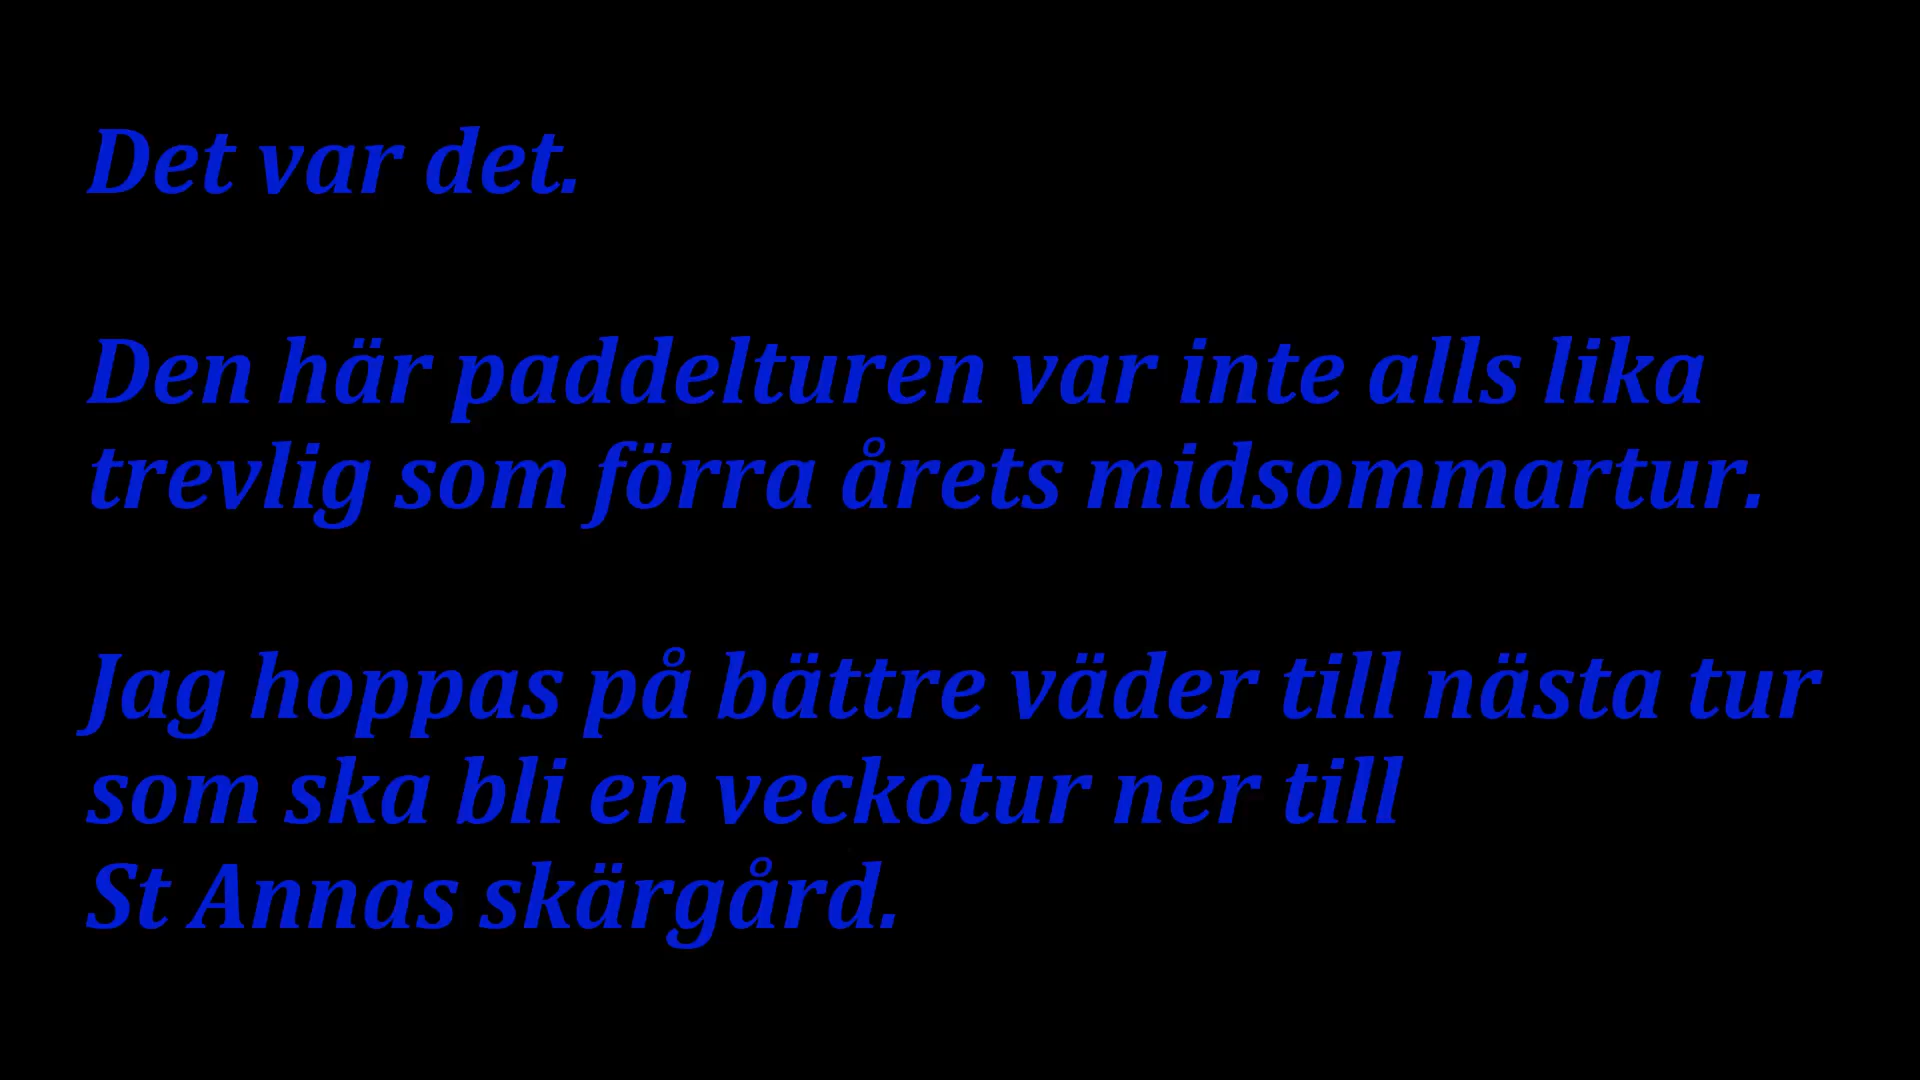 Det var det.
Den här paddelturen var inte alls lika
trevlig som förra årets midsommartur.
Jag hoppas på bättre väder till nästa tur
som ska bli en veckotur ner till
St Annas skärgård.